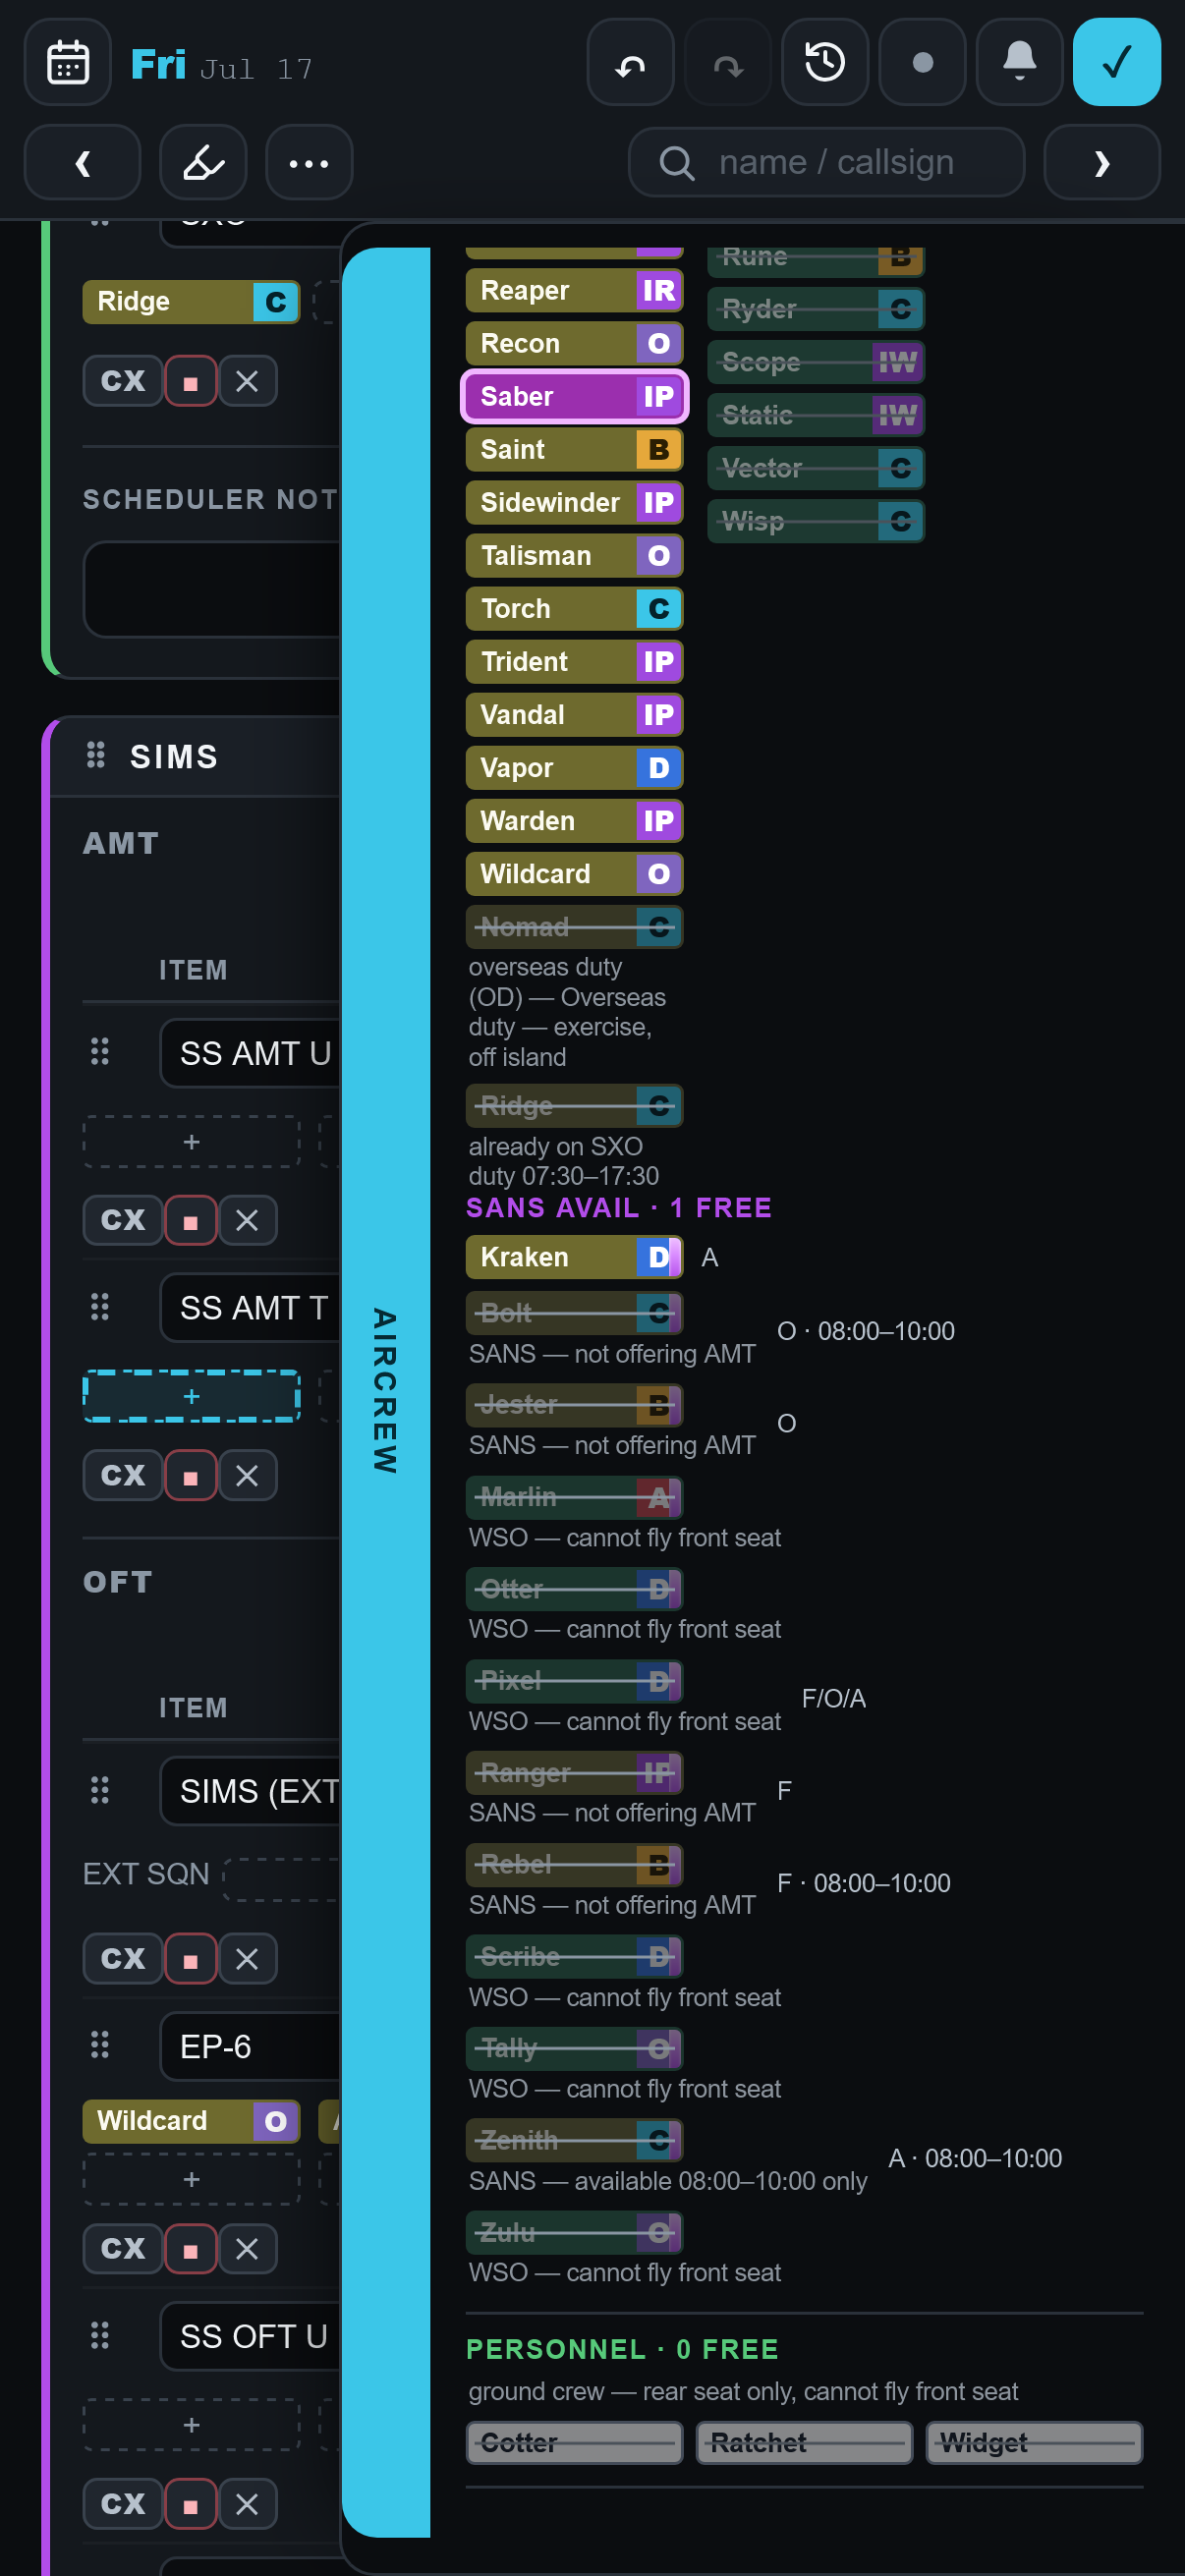 Fri Jul 17
name / callsign
Ridge C
CX
SCHEDULER NOT
SIMS
AMT
ITEM
SS AMT U
+
CX
SS AMT T
+
CX
OFT
ITEM
SIMS (EXT
EXT SQN
CX
EP-6
Wildcard O
+
CX
SS OFT U
+
CX
AIRCREW
Reaper IR
Recon O
Saber IP
Saint B
Sidewinder IP
Talisman O
Torch C
Trident IP
Vandal IP
Vapor D
Warden IP
Wildcard O
Nomad C
overseas duty
(OD) — Overseas
duty — exercise,
off island
Ridge C
already on SXO
duty 07:30–17:30
Rune B
Ryder C
Scope IW
Static IW
Vector C
Wisp C
SANS AVAIL · 1 FREE
Kraken D A
Bolt C
SANS — not offering AMT O · 08:00–10:00
Jester B
SANS — not offering AMT O
Marlin A
WSO — cannot fly front seat
Otter D
WSO — cannot fly front seat
Pixel D
WSO — cannot fly front seat F/O/A
Ranger IP
SANS — not offering AMT F
Rebel B
SANS — not offering AMT F · 08:00–10:00
Scribe D
WSO — cannot fly front seat
Tally O
WSO — cannot fly front seat
Zenith C
SANS — available 08:00–10:00 only A · 08:00–10:00
Zulu O
WSO — cannot fly front seat
PERSONNEL · 0 FREE
ground crew — rear seat only, cannot fly front seat
Cotter Ratchet Widget